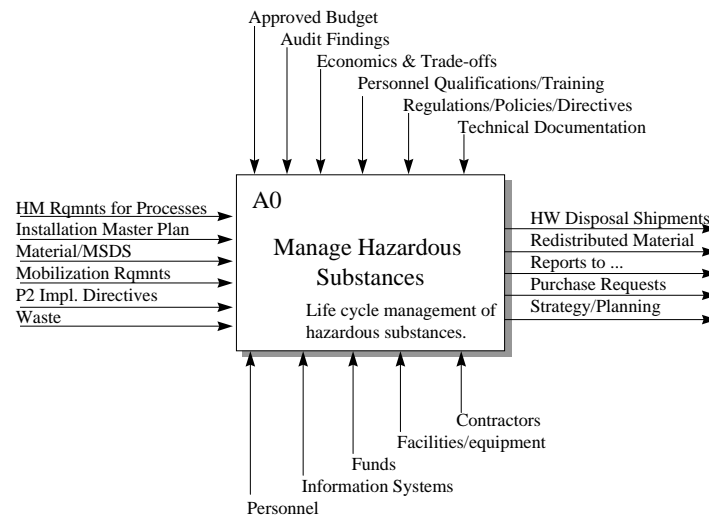 Approved Budget
Audit Findings
Economics & Trade-offs
Personnel Qualifications/Training
Regulations/Policies/Directives
Technical Documentation
HM Rqmnts for Processes
Installation Master Plan
Material/MSDS
Mobilization Rqmnts
P2 Impl. Directives
Waste
A0
Manage Hazardous
Substances
Life cycle management of
hazardous substances.
HW Disposal Shipments
Redistributed Material
Reports to ...
Purchase Requests
Strategy/Planning
Contractors
Facilities/equipment
Funds
Information Systems
Personnel